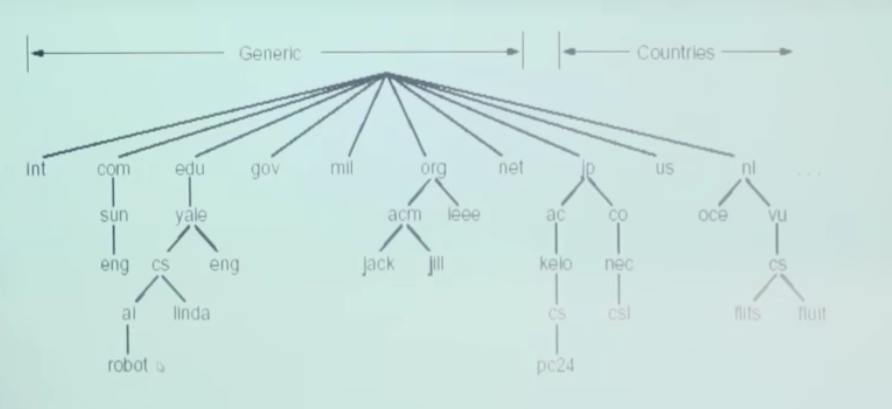 Generic Countries
int com edu gov mil org net jp us nl ...
sun yale acm ieee ac co oce vu
eng cs eng jack jill keio nec cs
ai linda cs csl flits fluit
robot pc24